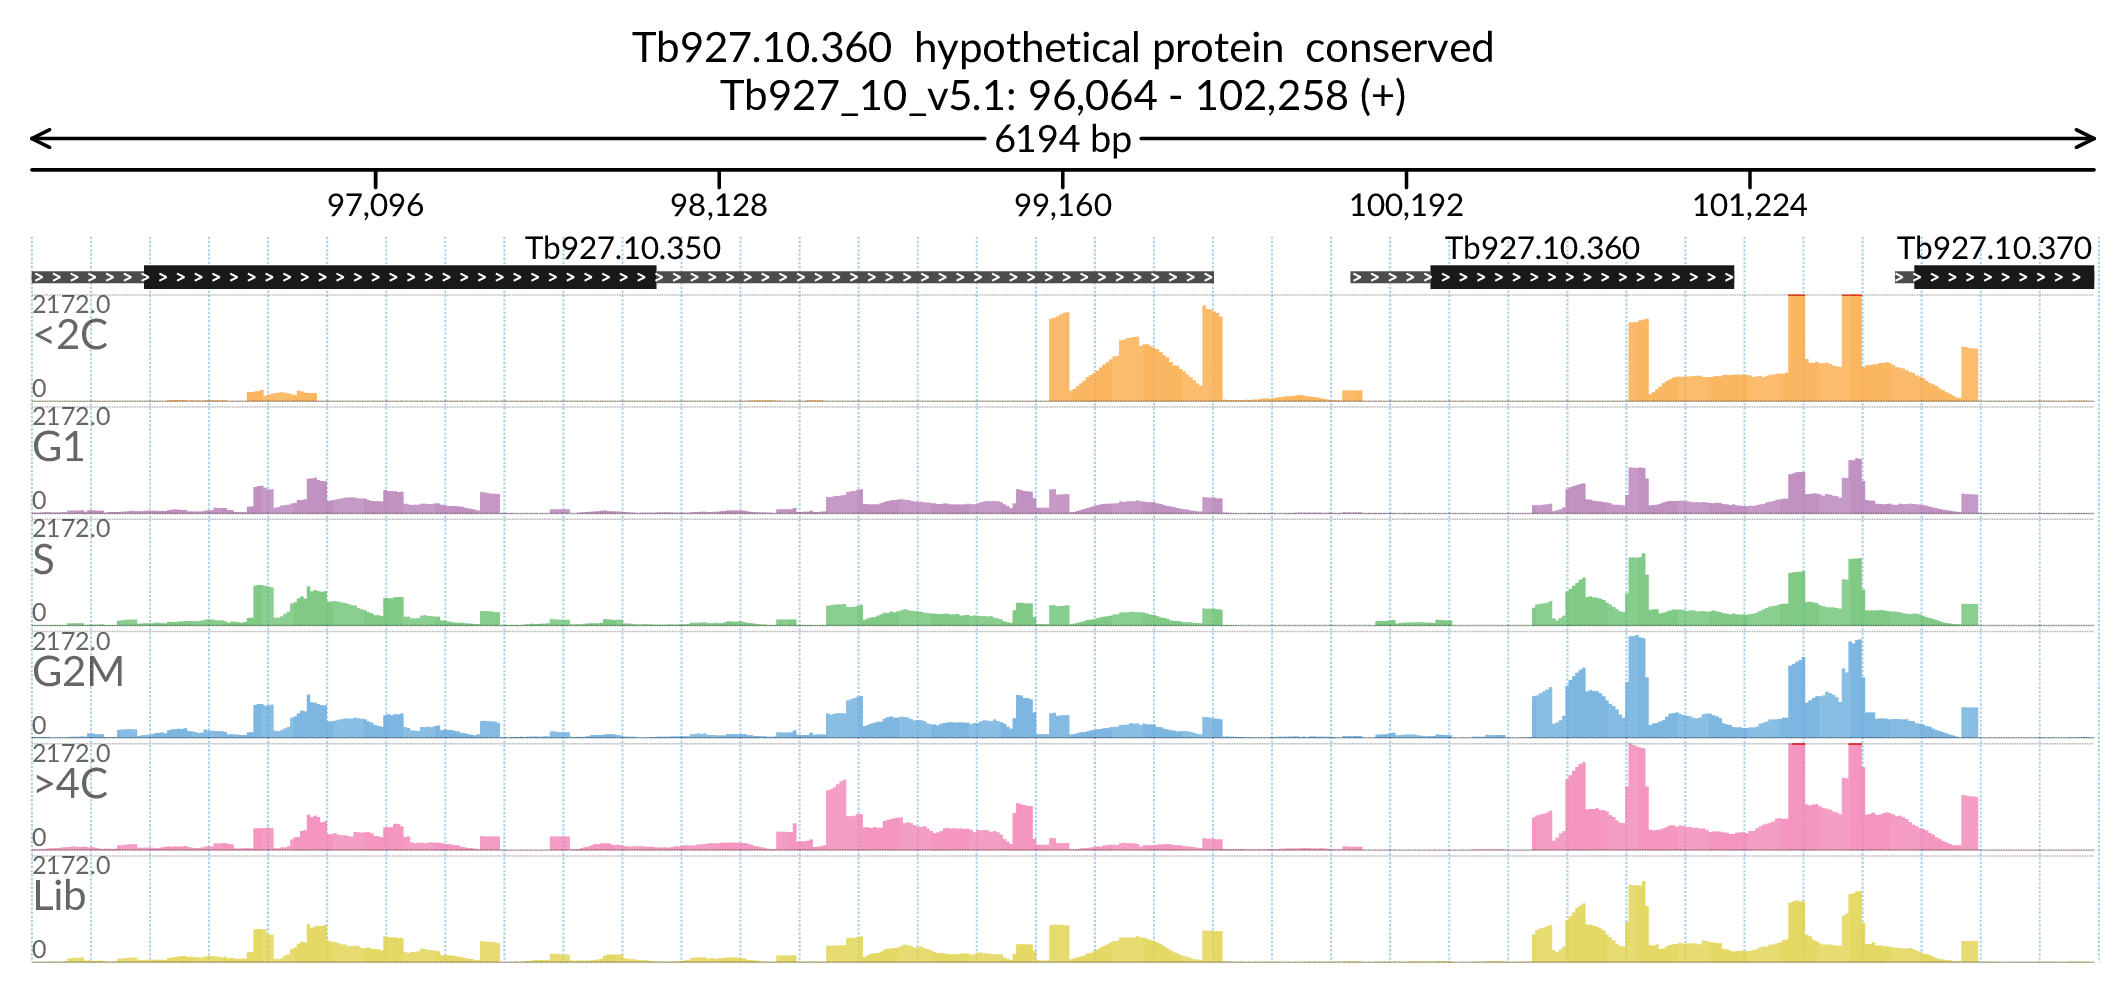 Tb927.10.360  hypothetical protein  conserved
Tb927_10_v5.1: 96,064 - 102,258 (+)
6194 bp
97,096 98,128 99,160 100,192 101,224
Tb927.10.350 Tb927.10.360 Tb927.10.370
2172.0
<2C
0
2172.0
G1
0
2172.0
S
0
2172.0
G2M
0
2172.0
>4C
0
2172.0
Lib
0